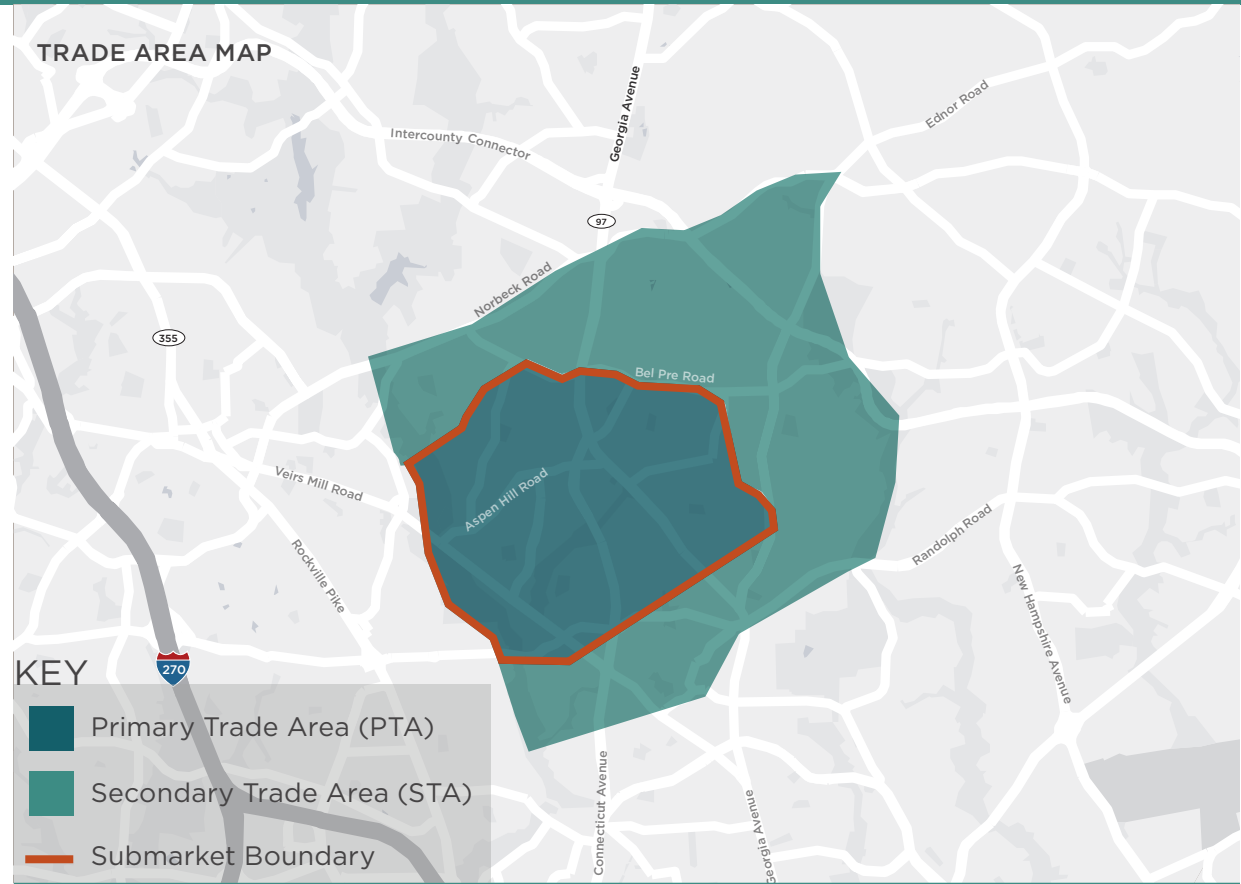 TRADE AREA MAP
Georgia Avenue
Ednor Road
Intercounty Connector
97
Norbeck Road
355
Bel Pre Road
Veirs Mill Road
Aspen Hill Road
Randolph Road
Rockville Pike
New Hampshire Avenue
KEY
270
Primary Trade Area (PTA)
Secondary Trade Area (STA)
Submarket Boundary
Connecticut Avenue
Georgia Avenue